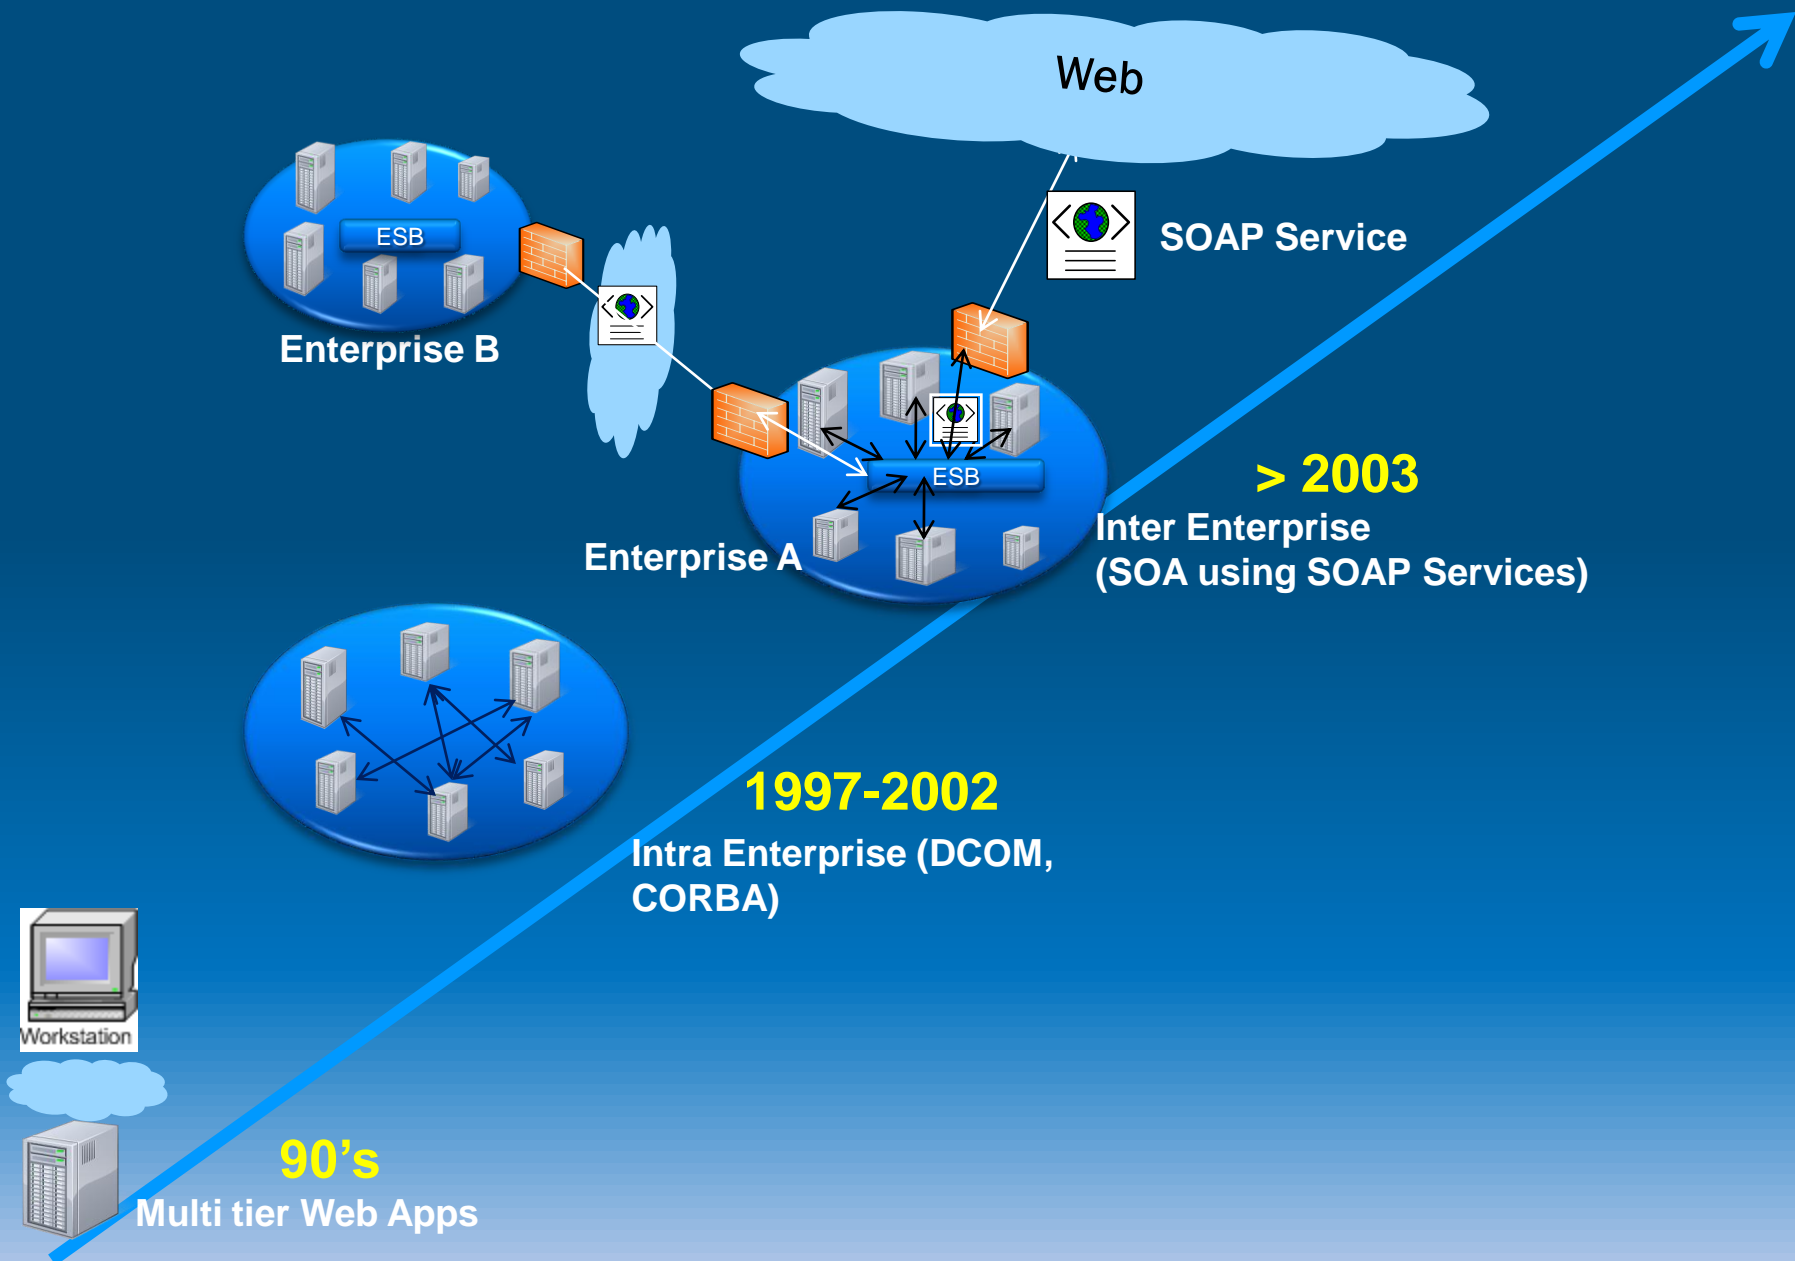 Web
SOAP Service
ESB
Enterprise B
ESB
Enterprise A
> 2003
Inter Enterprise
(SOA using SOAP Services)
1997-2002
Intra Enterprise (DCOM,
CORBA)
Workstation
90’s
Multi tier Web Apps